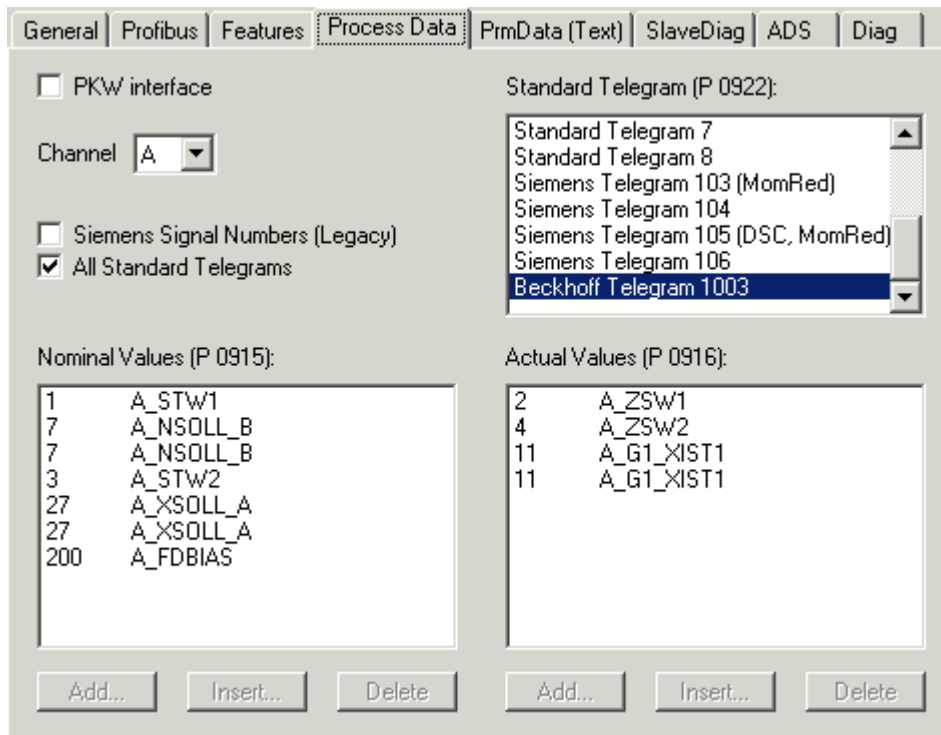 General Profibus Features Process Data PrmData (Text) SlaveDiag ADS Diag
PKW interface
Channel A
Siemens Signal Numbers (Legacy)
All Standard Telegrams
Standard Telegram (P 0922):
Standard Telegram 7
Standard Telegram 8
Siemens Telegram 103 (MomRed)
Siemens Telegram 104
Siemens Telegram 105 (DSC, MomRed)
Siemens Telegram 106
Beckhoff Telegram 1003
Nominal Values (P 0915):
1 A_STW1
7 A_NSOLL_B
7 A_NSOLL_B
3 A_STW2
27 A_XSOLL_A
27 A_XSOLL_A
200 A_FDBIAS
Add... Insert... Delete
Actual Values (P 0916):
2 A_ZSW1
4 A_ZSW2
11 A_G1_XIST1
11 A_G1_XIST1
Add... Insert... Delete